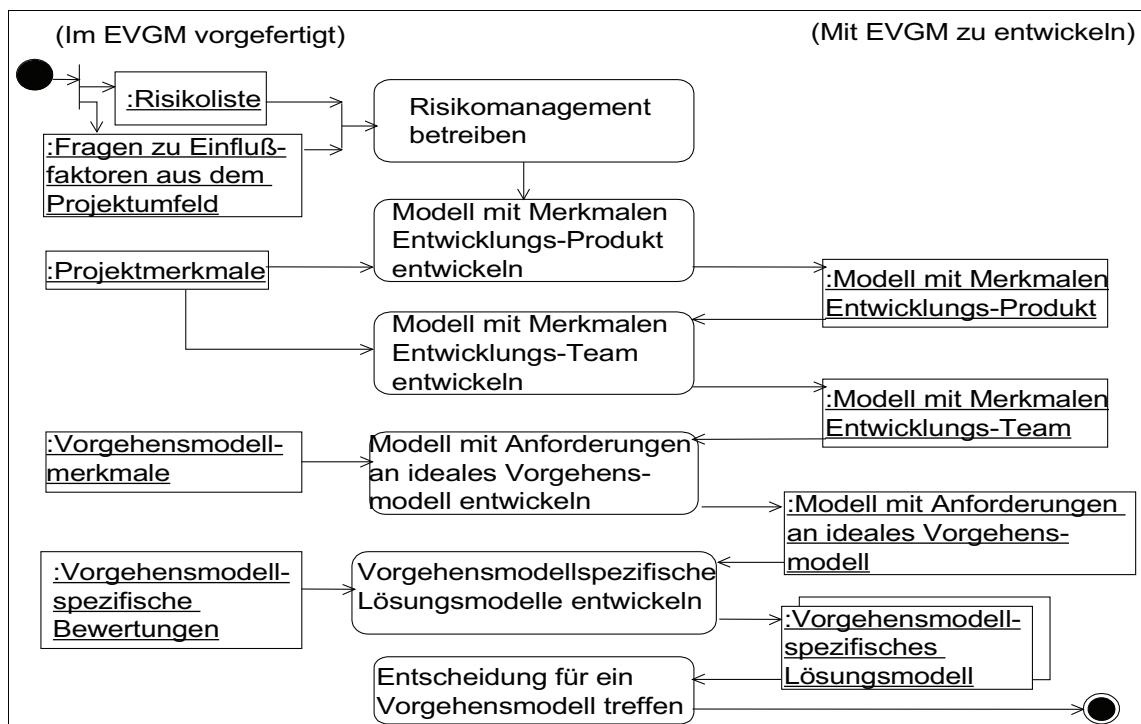 (Im EVGM vorgefertigt)
(Mit EVGM zu entwickeln)
:Risikoliste
Risikomanagement
betreiben
:Fragen zu Einfluß-
faktoren aus dem
Projektumfeld
Modell mit Merkmalen
Entwicklungs-Produkt
entwickeln
:Projektmerkmale
:Modell mit Merkmalen
Entwicklungs-Produkt
Modell mit Merkmalen
Entwicklungs-Team
entwickeln
:Modell mit Merkmalen
Entwicklungs-Team
:Vorgehensmodell-
merkmale
Modell mit Anforderungen
an ideales Vorgehens-
modell entwickeln
:Modell mit Anforderungen
an ideales Vorgehens-
modell
:Vorgehensmodell-
spezifische
Bewertungen
Vorgehensmodellspezifische
Lösungsmodelle entwickeln
:Vorgehensmodell-
spezifisches
Lösungsmodell
Entscheidung für ein
Vorgehensmodell treffen